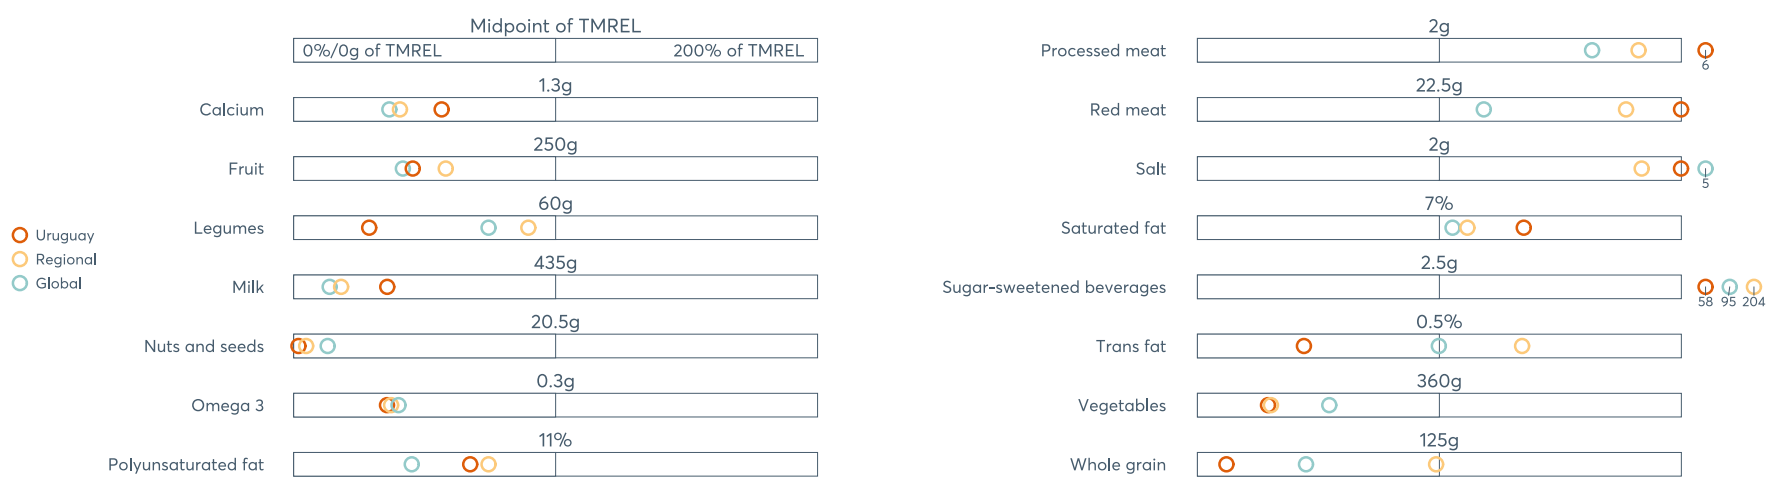 Midpoint of TMREL
0%/0g of TMREL 200% of TMREL
1.3g
Calcium
250g
Fruit
60g
Legumes
435g
Milk
20.5g
Nuts and seeds
0.3g
Omega 3
11%
Polyunsaturated fat
Uruguay
Regional
Global
2g
Processed meat
6
22.5g
Red meat
2g
Salt
5
7%
Saturated fat
2.5g
Sugar-sweetened beverages
58 95 204
0.5%
Trans fat
360g
Vegetables
125g
Whole grain